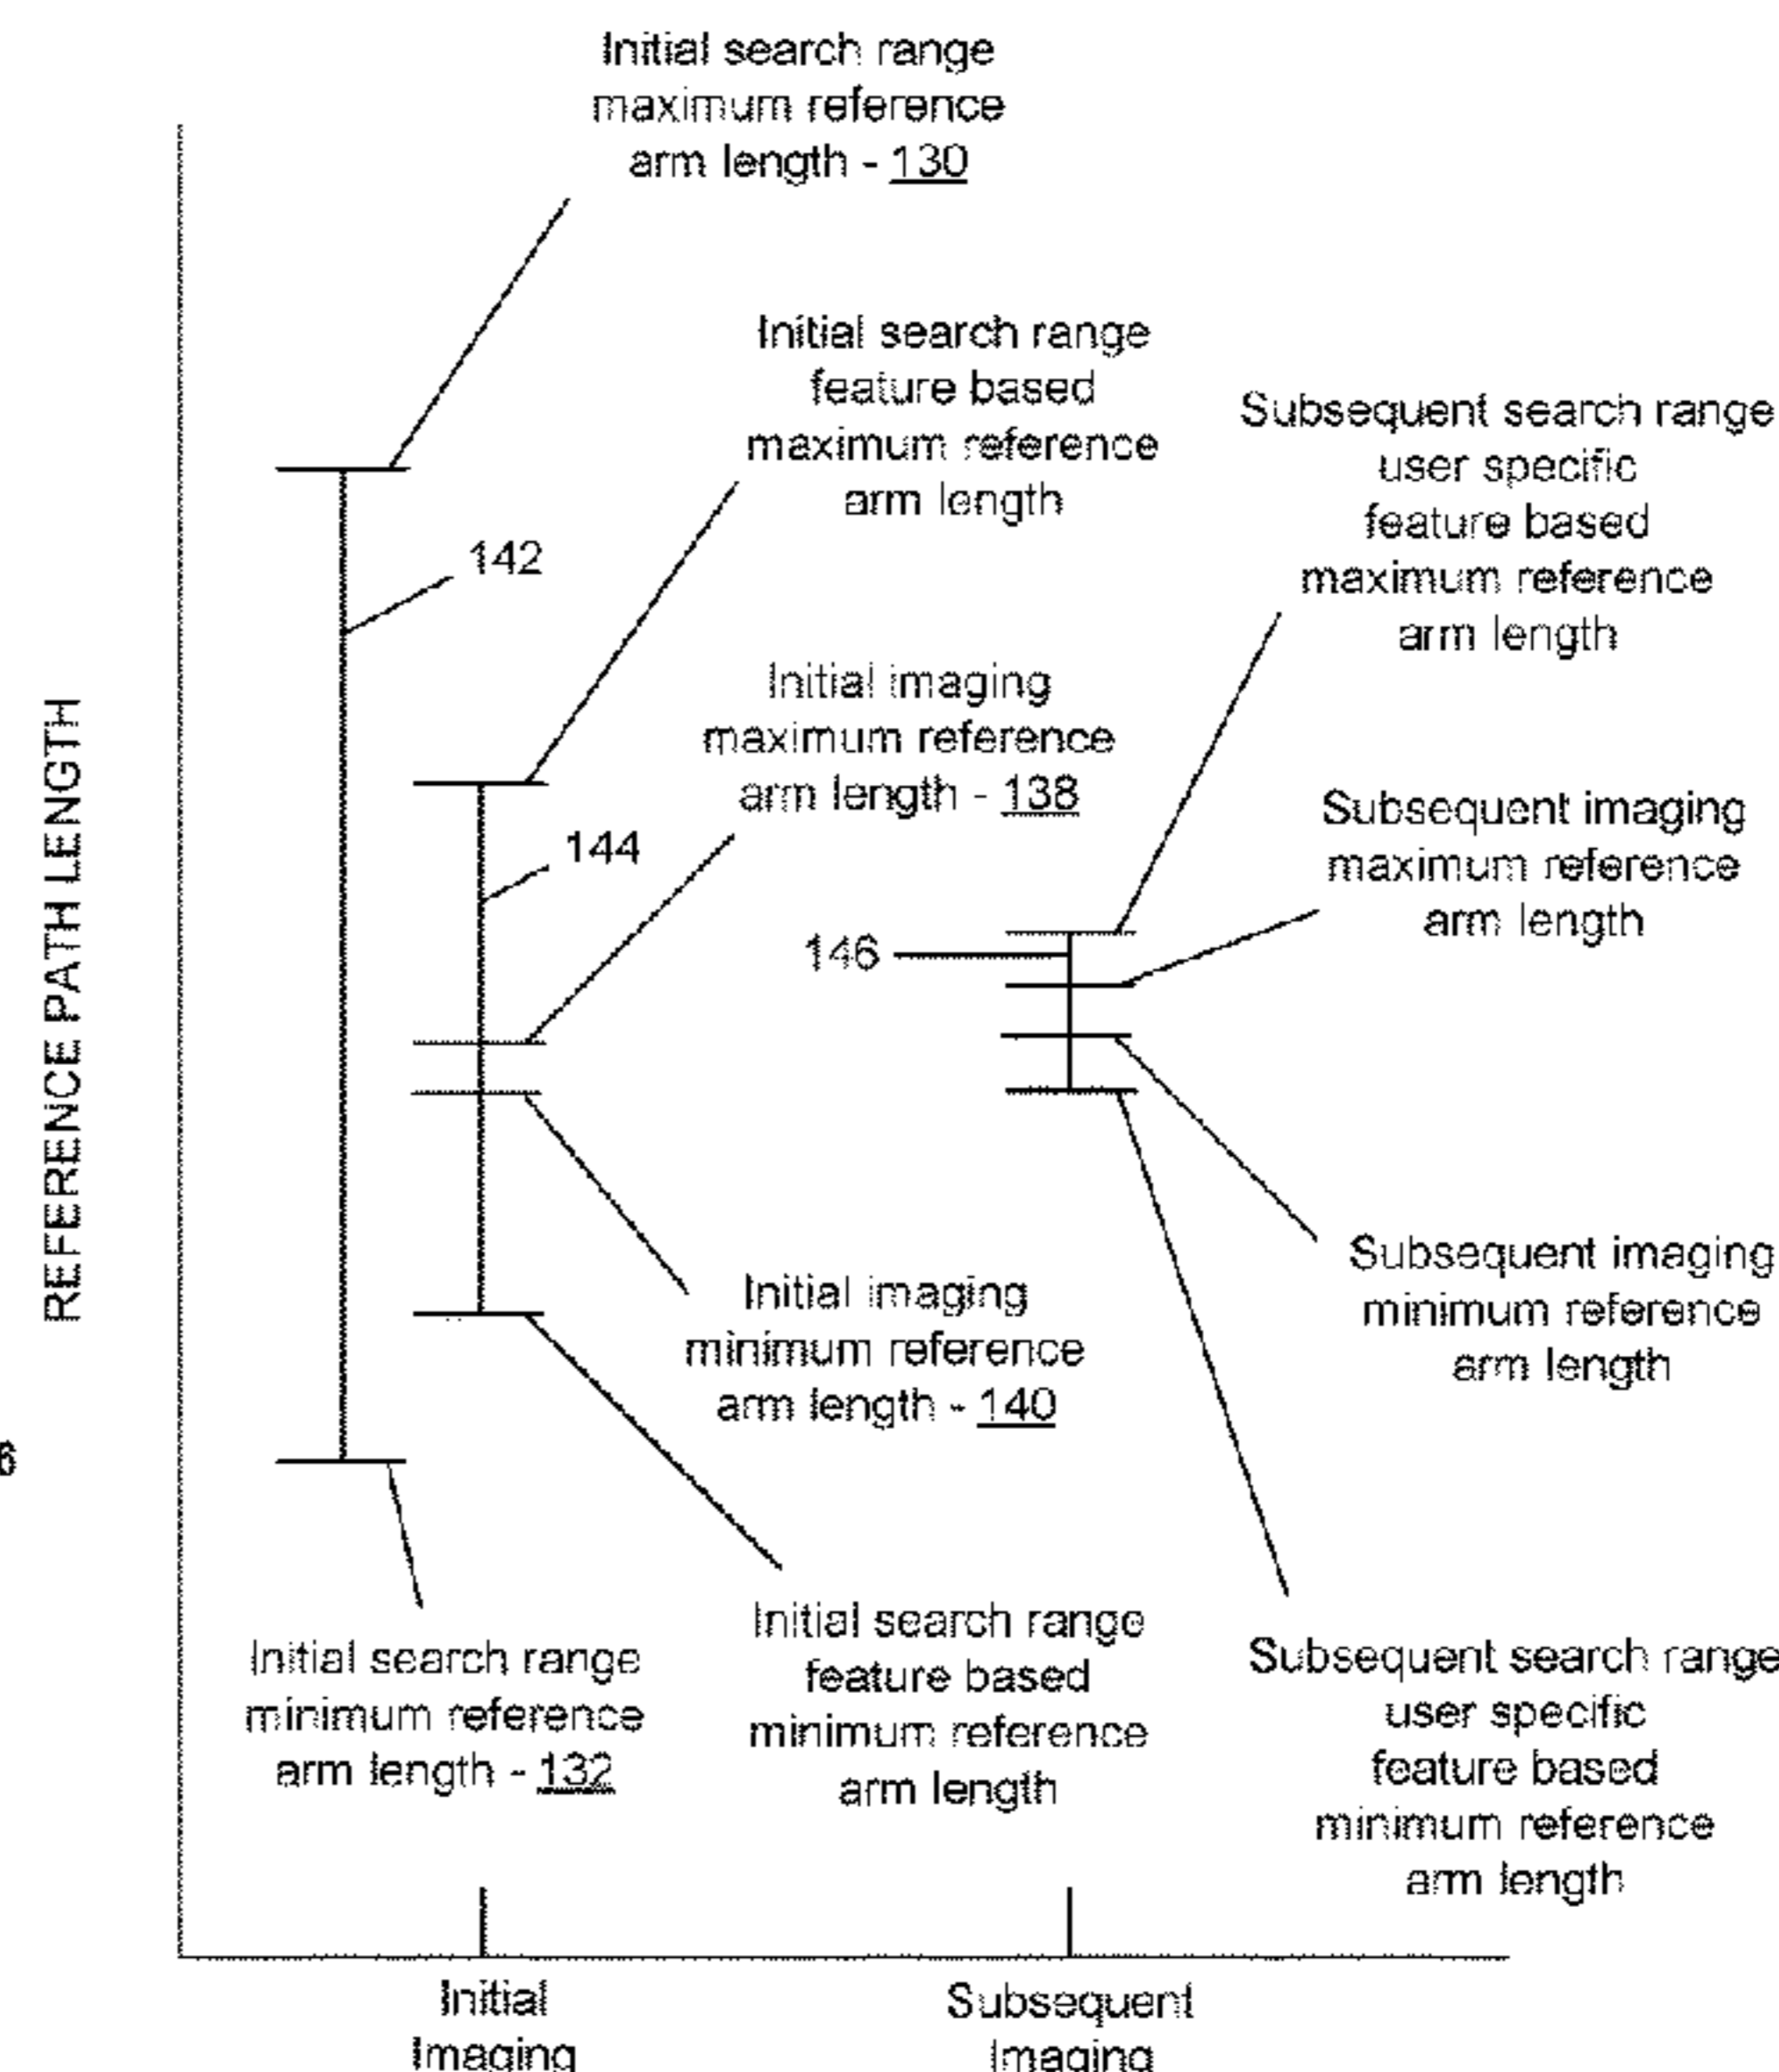 Initial search range
maximum reference
arm length - 130
Initial search range
feature based
maximum reference
arm length
142
Subsequent search range
user specific
feature based
maximum reference
arm length
Initial imaging
maximum reference
arm length - 138
144
Subsequent imaging
maximum reference
arm length
146
REFERENCE PATH LENGTH
Initial imaging
minimum reference
arm length - 140
Subsequent imaging
minimum reference
arm length
6
Initial search range
minimum reference
arm length - 132
Initial search range
feature based
minimum reference
arm length
Subsequent search range
user specific
feature based
minimum reference
arm length
Initial
Imaging
Subsequent
Imaging